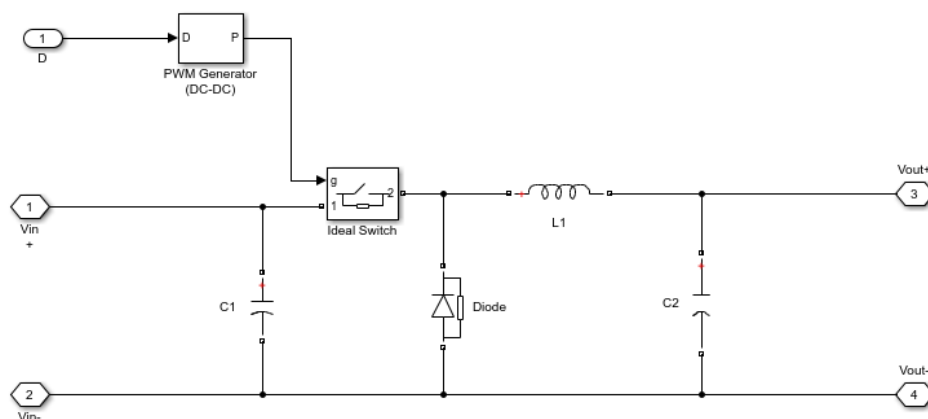 1
D
D
P
PWM Generator
(DC-DC)
g
1
2
Ideal Switch
1
Vin
+
C1
Diode
L1
C2
Vout+
3
2
Vin-
Vout-
4